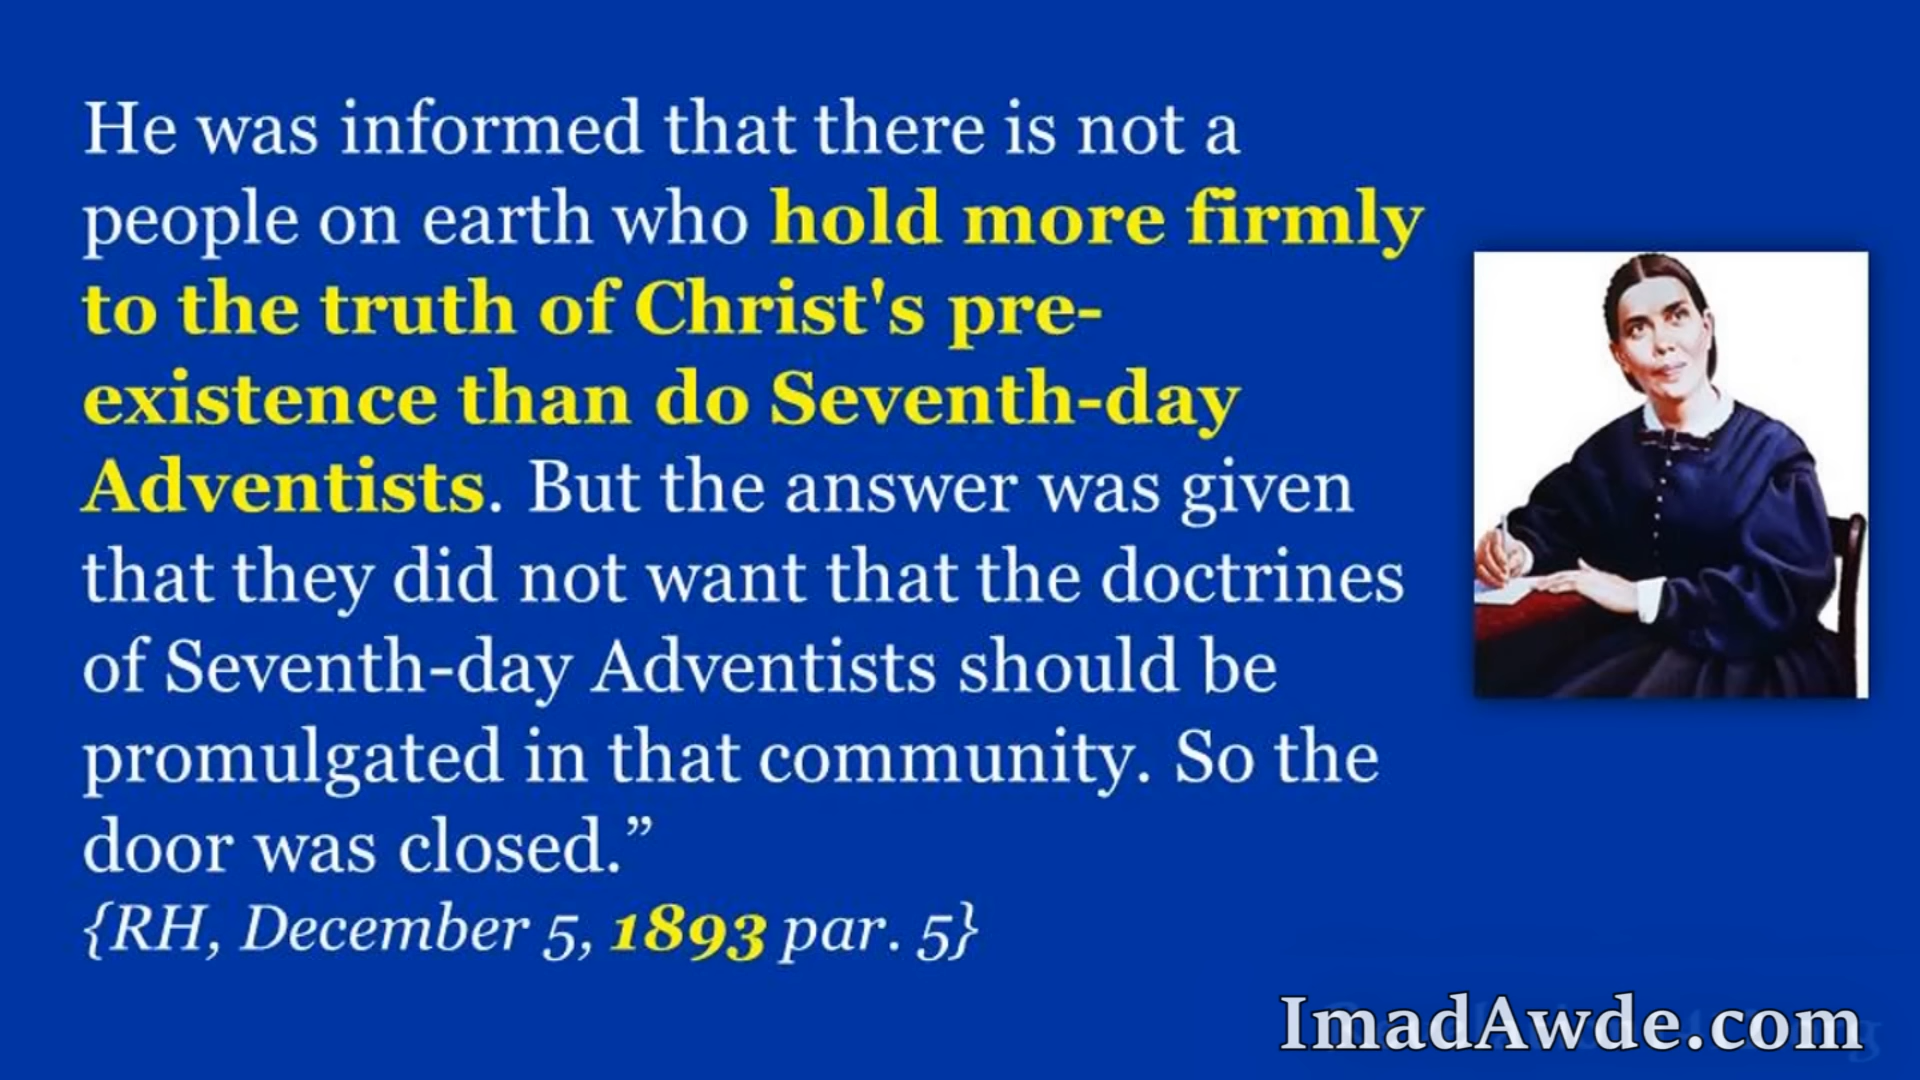 He was informed that there is not a
people on earth who hold more firmly
to the truth of Christ's pre-
existence than do Seventh-day
Adventists. But the answer was given
that they did not want that the doctrines
of Seventh-day Adventists should be
promulgated in that community. So the
door was closed.”
{RH, December 5, 1893 par. 5}
ImadAwde.com